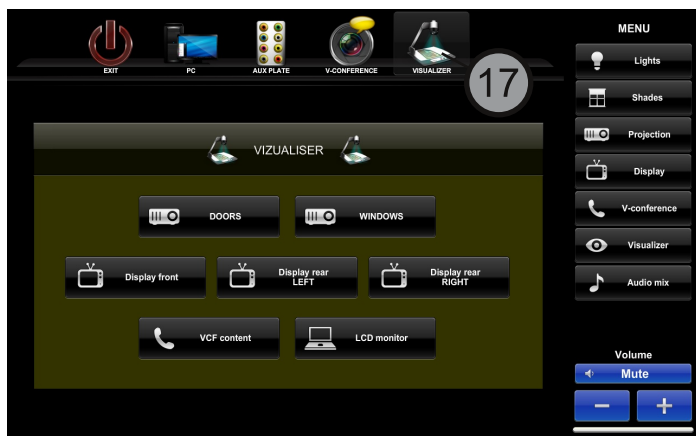 MENU
EXIT
PC
AUX PLATE
V-CONFERENCE
VISUALIZER
17
Lights
Shades
Projection
Display
V-conference
Visualizer
Audio mix
VIZUALISER
DOORS
WINDOWS
Display front
Display rear
LEFT
Display rear
RIGHT
VCF content
LCD monitor
Volume
Mute
−
+